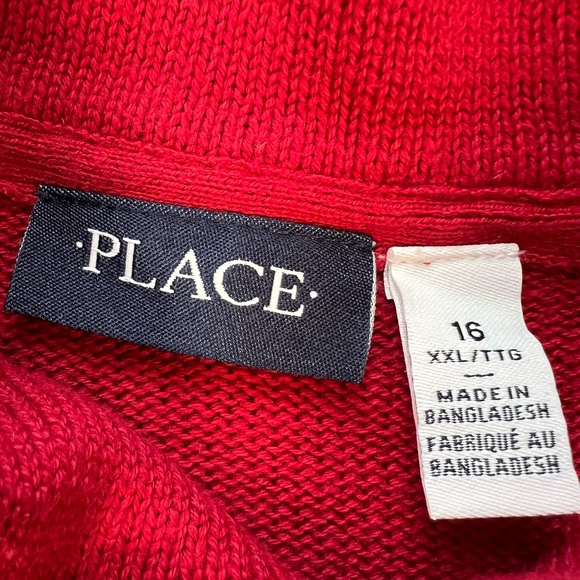 ·PLACE·
16
XXL/TTG
—
MADE IN
BANGLADESH
FABRIQUÉ AU
BANGLADESH